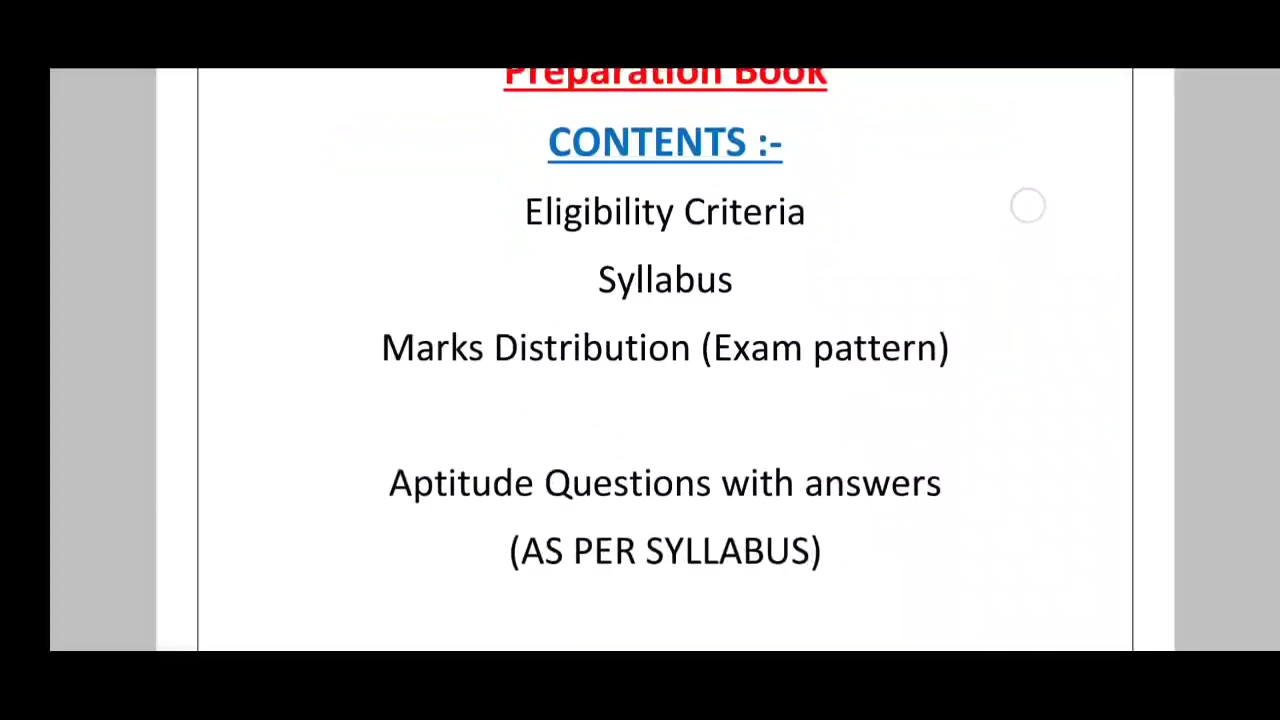 Preparation Book
CONTENTS :-
Eligibility Criteria
Syllabus
Marks Distribution (Exam pattern)
Aptitude Questions with answers
(AS PER SYLLABUS)